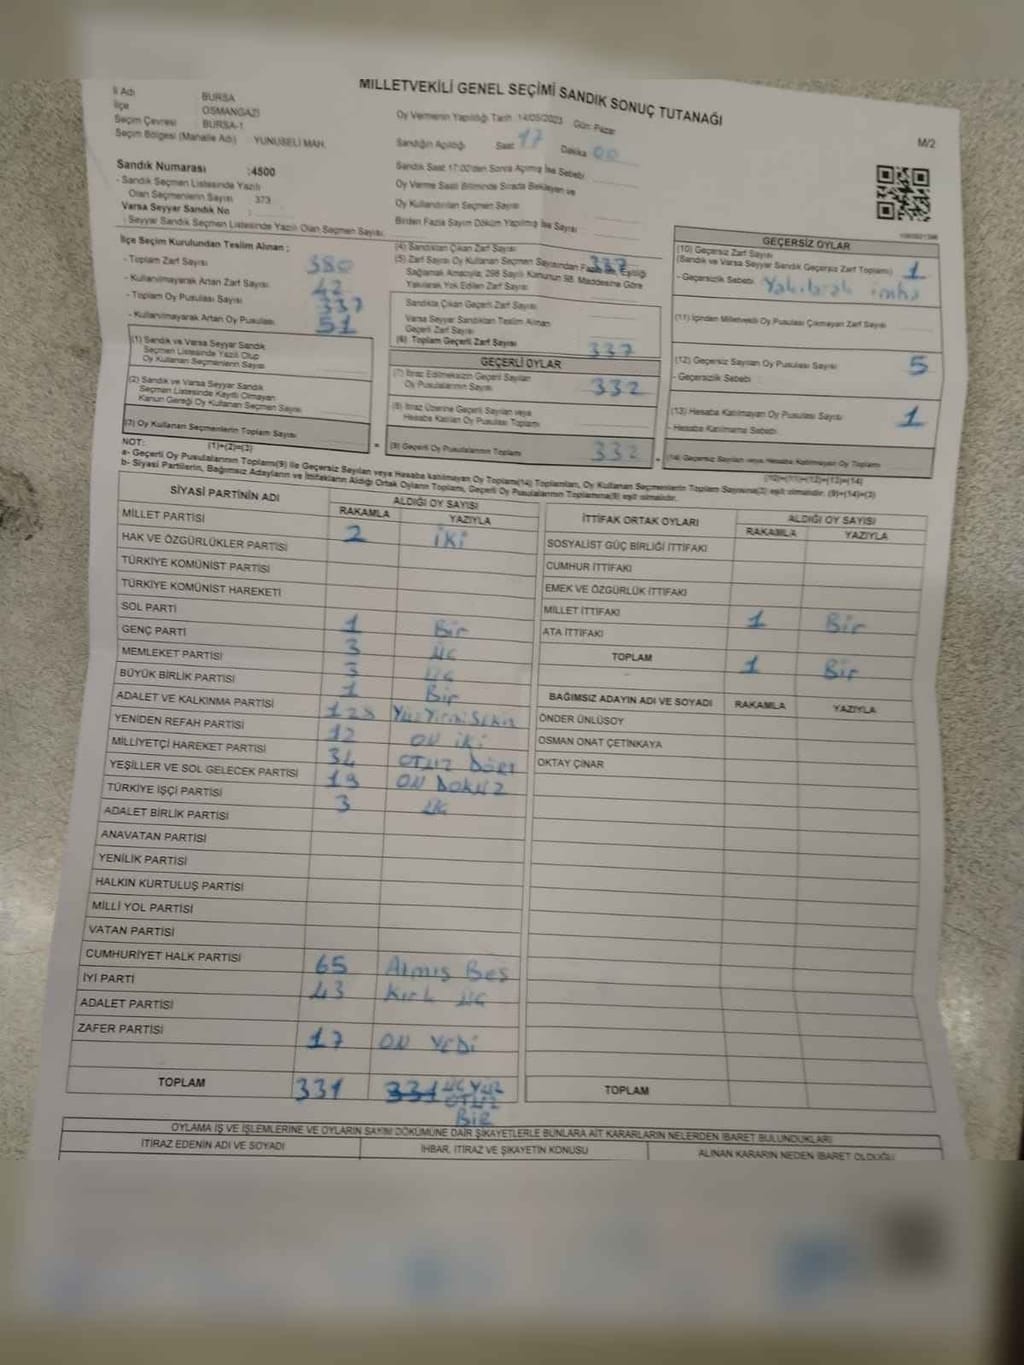 MİLLETVEKİLİ GENEL SEÇİMİ SANDIK SONUÇ TUTANAĞI
M/2
İl Adı BURSA
İlçe OSMANGAZİ
Seçim Çevresi BURSA-1
Seçim Bölgesi (Mahalle Adı) YUNUSELİ MAH.
Oy Vermenin Yapıldığı Tarih 14/05/2023 Gün: Pazar
Sandığın Açıldığı Saat 17 Dakika 00
Sandık Saat 17:00'den Sonra Açılmış İse Sebebi
Oy Verme Saati Bitiminde Sırada Bekleyen ve
Oy Kullandırılan Seçmen Sayısı
Birden Fazla Sayım Döküm Yapılmış İse Sayısı
Sandık Numarası :4500
- Sandık Seçmen Listesinde Yazılı
Olan Seçmenlerin Sayısı 373
Varsa Seyyar Sandık No :
- Seyyar Sandık Seçmen Listesinde Yazılı Olan Seçmen Sayısı:
İlçe Seçim Kurulundan Teslim Alınan :
- Toplam Zarf Sayısı 380
- Kullanılmayarak Artan Zarf Sayısı 42
- Toplam Oy Pusulası Sayısı
- Kullanılmayarak Artan Oy Pusulası 51
(1) Sandık ve Varsa Seyyar Sandık
Seçmen Listesinde Yazılı Olup
Oy Kullanan Seçmenlerin Sayısı
(2) Sandık ve Varsa Seyyar Sandık
Seçmen Listesinde Kayıtlı Olmayan
Kanun Gereği Oy Kullanan Seçmen Sayısı
(3) Oy Kullanan Seçmenlerin Toplam Sayısı
(1)+(2)=(3)
(4) Sandıktan Çıkan Zarf Sayısı 337
(5) Zarf Sayısı Oy Kullanan Seçmen Sayısından Fazla İse, Eşitliği
Sağlamak Amacıyla, 298 Sayılı Kanunun 98. Maddesine Göre
Yakılarak Yok Edilen Zarf Sayısı
Sandıkta Çıkan Geçerli Zarf Sayısı
Varsa Seyyar Sandıktan Teslim Alınan
Geçerli Zarf Sayısı
(6) Toplam Geçerli Zarf Sayısı 337
GEÇERLİ OYLAR
(7) İtiraz Edilmeksizin Geçerli Sayılan
Oy Pusulalarının Sayısı 332
(8) İtiraz Üzerine Geçerli Sayılan veya
Hesaba Katılan Oy Pusulası Toplamı
(9) Geçerli Oy Pusulalarının Toplamı 332
GEÇERSİZ OYLAR
(10) Geçersiz Zarf Sayısı
(Sandık ve Varsa Seyyar Sandık Geçersiz Zarf Toplamı) 1
- Geçersizlik Sebebi Yakılarak imha
(11) İçinden Milletvekili Oy Pusulası Çıkmayan Zarf Sayısı
(12) Geçersiz Sayılan Oy Pusulası Sayısı 5
- Geçersizlik Sebebi
(13) Hesaba Katılmayan Oy Pusulası Sayısı 1
- Hesaba Katılmama Sebebi
(14) Geçersiz Sayılan veya Hesaba Katılmayan Oy Toplamı
(10)+(11)+(12)+(13)=(14)
NOT:
a- Geçerli Oy Pusulalarının Toplamı(9) ile Geçersiz Sayılan veya Hesaba katılmayan Oy Toplamı(14) Toplamları, Oy Kullanan Seçmenlerin Toplam Sayısına(3) eşit olmalıdır. (9)+(14)=(3)
b- Siyasi Partilerin, Bağımsız Adayların ve İttifakların Aldığı Ortak Oyların Toplamı, Geçerli Oy Pusulalarının Toplamına(9) eşit olmalıdır.
SİYASİ PARTİNİN ADI ALDIĞI OY SAYISI
RAKAMLA YAZIYLA
MİLLET PARTİSİ 2 iki
HAK VE ÖZGÜRLÜKLER PARTİSİ
TÜRKİYE KOMÜNİST PARTİSİ
TÜRKİYE KOMÜNİST HAREKETİ
SOL PARTİ 1 Bir
GENÇ PARTİ 3 üç
MEMLEKET PARTİSİ 3 üç
BÜYÜK BİRLİK PARTİSİ 1 Bir
ADALET VE KALKINMA PARTİSİ 128 Yüz Yirmi Sekiz
YENİDEN REFAH PARTİSİ 12 ON iKi
MİLLİYETÇİ HAREKET PARTİSİ 34 OTUZ DÖRT
YEŞİLLER VE SOL GELECEK PARTİSİ 19 ON DOKUZ
TÜRKİYE İŞÇİ PARTİSİ 3 üç
ADALET BİRLİK PARTİSİ
ANAVATAN PARTİSİ
YENİLİK PARTİSİ
HALKIN KURTULUŞ PARTİSİ
MİLLİ YOL PARTİSİ
VATAN PARTİSİ
CUMHURİYET HALK PARTİSİ 65 Atmış Beş
İYİ PARTİ 43 Kırk üç
ADALET PARTİSİ
ZAFER PARTİSİ 17 ON YEDİ
TOPLAM 331 331 üç YÜZ
OTUZ
Bir
İTTİFAK ORTAK OYLARI ALDIĞI OY SAYISI
RAKAMLA YAZIYLA
SOSYALİST GÜÇ BİRLİĞİ İTTİFAKI
CUMHUR İTTİFAKI
EMEK VE ÖZGÜRLÜK İTTİFAKI
MİLLET İTTİFAKI 1 Bir
ATA İTTİFAKI
TOPLAM 1 Bir
BAĞIMSIZ ADAYIN ADI VE SOYADI RAKAMLA YAZIYLA
ÖNDER ÜNLÜSOY
OSMAN ONAT ÇETİNKAYA
OKTAY ÇINAR
TOPLAM
OYLAMA İŞ VE İŞLEMLERİNE VE OYLARIN SAYIM DÖKÜMÜNE DAİR ŞİKAYETLERLE BUNLARA AİT KARARLARIN NELERDEN İBARET BULUNDUKLARI
İTİRAZ EDENİN ADI VE SOYADI İHBAR, İTİRAZ VE ŞİKAYETİN KONUSU ALINAN KARARIN NEDEN İBARET OLDUĞU